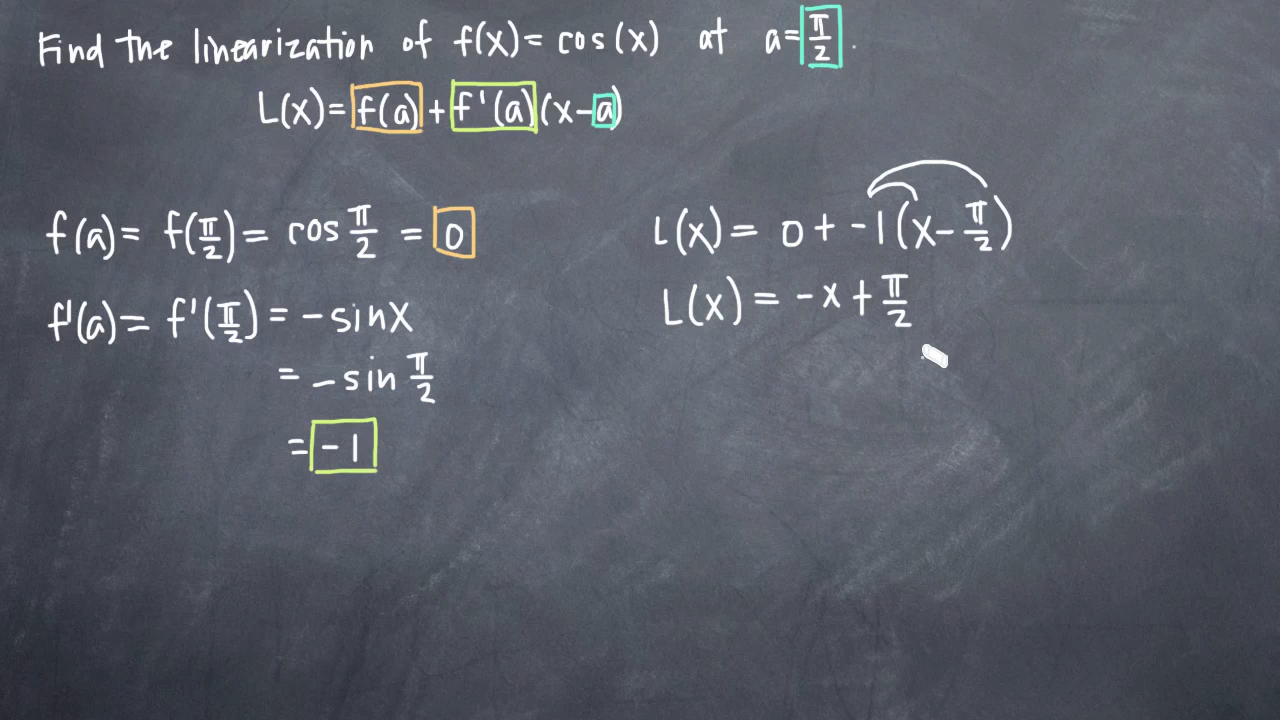 Find the linearization of f(x) = cos(x) at a = π/2.
L(x) = f(a) + f'(a)(x-a)
f(a) = f(π/2) = cos π/2 = 0
f'(a) = f'(π/2) = -sinx
= -sin π/2
= -1
L(x) = 0 + -1(x - π/2)
L(x) = -x + π/2